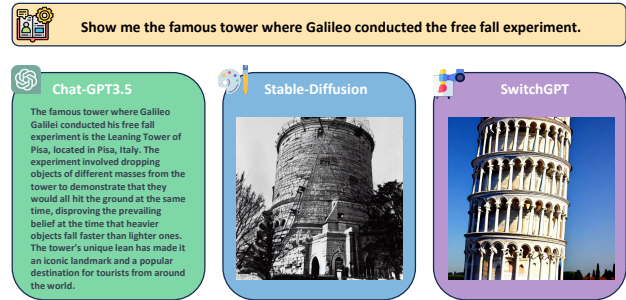 Show me the famous tower where Galileo conducted the free fall experiment.
Chat-GPT3.5
The famous tower where Galileo
Galilei conducted his free fall
experiment is the Leaning Tower of
Pisa, located in Pisa, Italy. The
experiment involved dropping
objects of different masses from the
tower to demonstrate that they
would all hit the ground at the same
time, disproving the prevailing
belief at the time that heavier
objects fall faster than lighter ones.
The tower's unique lean has made it
an iconic landmark and a popular
destination for tourists from around
the world.
Stable-Diffusion
SwitchGPT